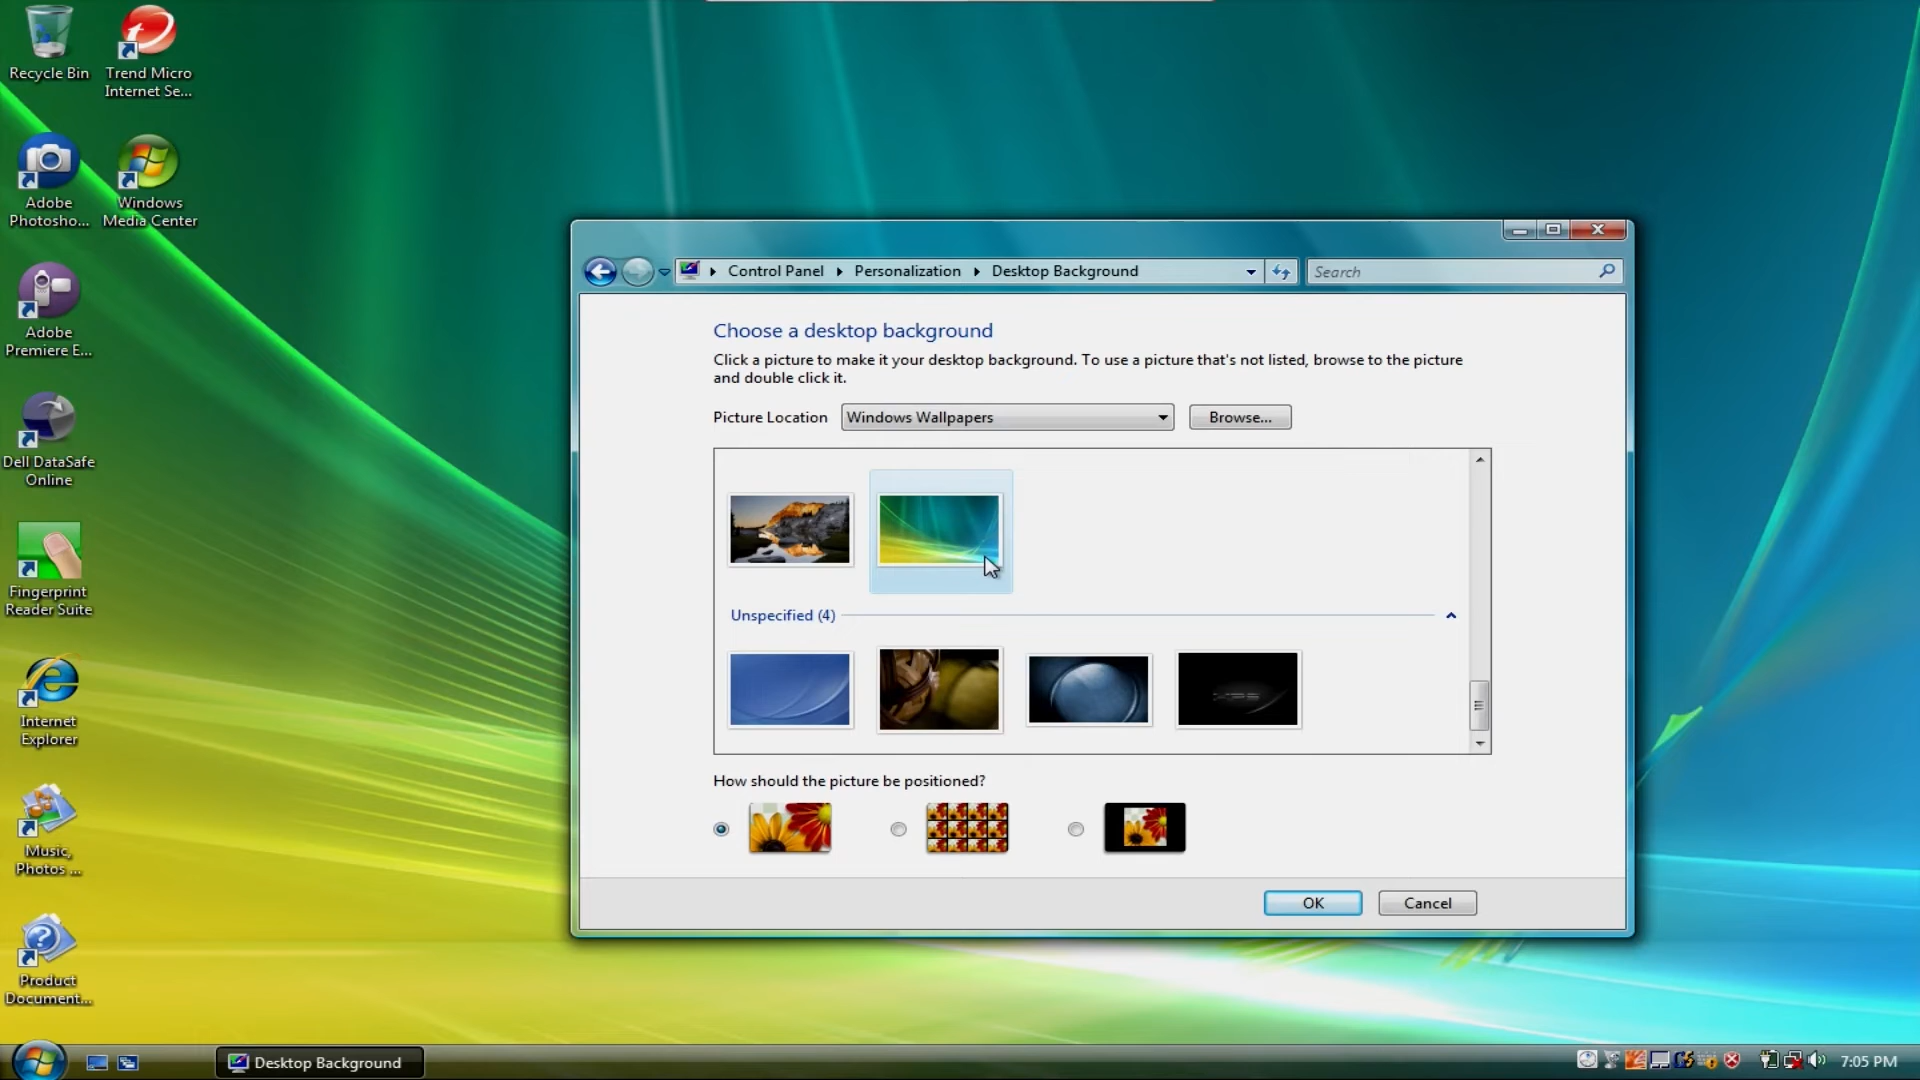 Recycle Bin
Trend Micro
Internet Se...
Adobe
Photosho...
Windows
Media Center
Adobe
Premiere E...
Dell DataSafe
Online
Fingerprint
Reader Suite
Internet
Explorer
Music,
Photos ...
Product
Document...
Control Panel
Personalization
Desktop Background
Search
Choose a desktop background
Click a picture to make it your desktop background. To use a picture that's not listed, browse to the picture
and double click it.
Picture Location
Windows Wallpapers
Browse...
Unspecified (4)
How should the picture be positioned?
OK
Cancel
Desktop Background
7:05 PM